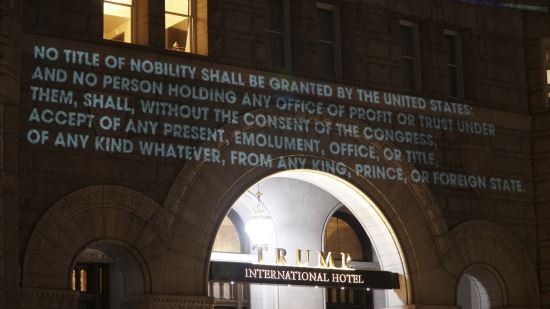 NO TITLE OF NOBILITY SHALL BE GRANTED BY THE UNITED STATES:
AND NO PERSON HOLDING ANY OFFICE OF PROFIT OR TRUST UNDER
THEM, SHALL, WITHOUT THE CONSENT OF THE CONGRESS,
ACCEPT OF ANY PRESENT, EMOLUMENT, OFFICE, OR TITLE,
OF ANY KIND WHATEVER, FROM ANY KING, PRINCE, OR FOREIGN STATE.
TRUMP
INTERNATIONAL HOTEL